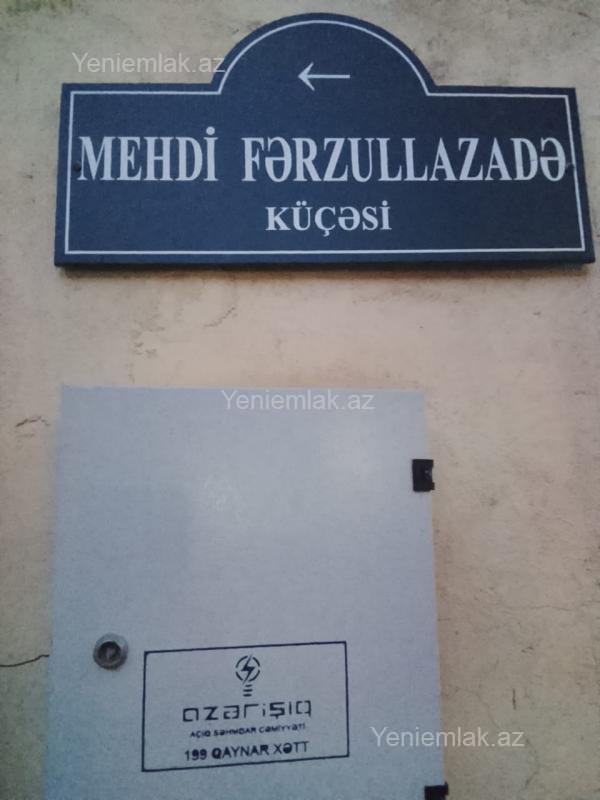 Yeniemlak.az
←
MEHDİ FƏRZULLAZADƏ
KÜÇƏSİ
Yeniemlak.az
azərişıq
AÇIQ SƏHMDAR CƏMİYYƏTİ
199 QAYNAR XƏTT
Yeniemlak.az